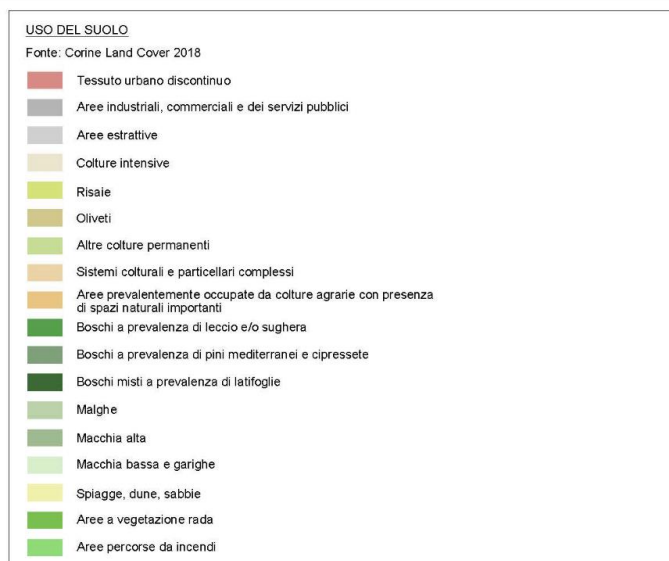 USO DEL SUOLO
Fonte: Corine Land Cover 2018
Tessuto urbano discontinuo
Aree industriali, commerciali e dei servizi pubblici
Aree estrattive
Colture intensive
Risaie
Oliveti
Altre colture permanenti
Sistemi colturali e particellari complessi
Aree prevalentemente occupate da colture agrarie con presenza
di spazi naturali importanti
Boschi a prevalenza di leccio e/o sughera
Boschi a prevalenza di pini mediterranei e cipressete
Boschi misti a prevalenza di latifoglie
Malghe
Macchia alta
Macchia bassa e garighe
Spiagge, dune, sabbie
Aree a vegetazione rada
Aree percorse da incendi